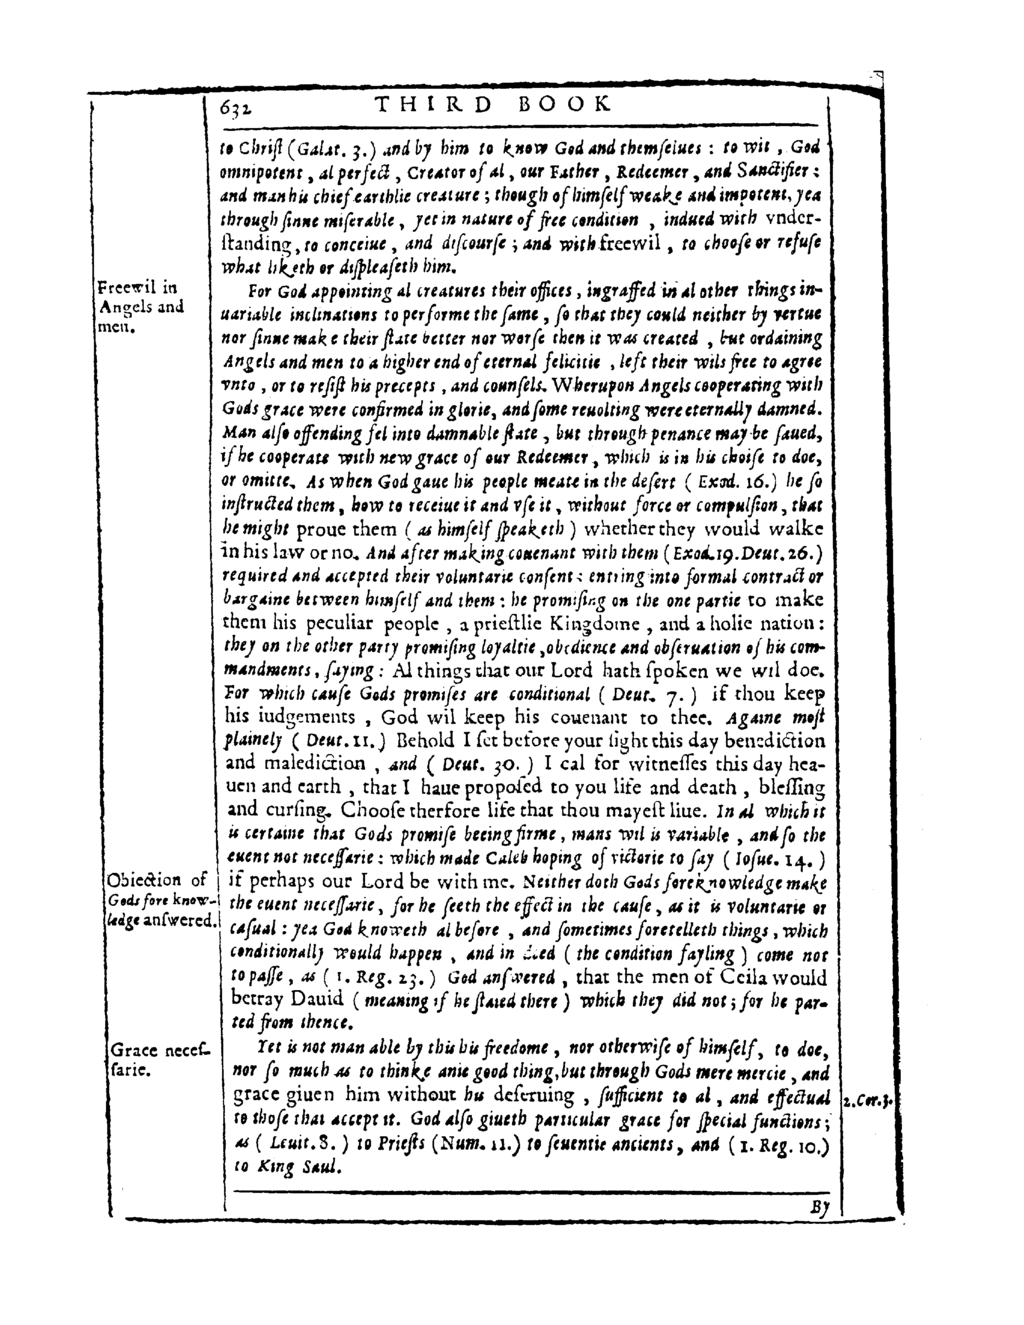 632 THIRD BOOK
to Chriſt (Galat. 3.) and by him to know God and themſelues : to wit , God
omnipotent , al perfect , Creator of al , our Father , Redeemer , and Sanctifier :
and man his chief earthlie creature ; though of himſelf weake and impotent, yea
through ſinne miſerable , yet in nature of free condition , indued with vnder-
ſtanding, to conceiue , and diſcourſe ; and with freewil , to chooſe or refuſe
what liketh or diſpleaſeth him.
Freewil in
Angels and
men.
For God appointing al creatures their offices , ingraffed in al other things in-
uariable inclinations to performe the ſame , ſo that they could neither by vertue
nor ſinne make their ſtate better nor worſe then it was created , but ordaining
Angels and men to a higher end of eternal felicitie , left their wils free to agree
vnto , or to reſiſt his precepts , and counſels. Wherupon Angels cooperating with
Gods grace were confirmed in glorie, and ſome reuolting were eternally damned.
Man alſo offending fel into damnable ſtate , but through penance may be ſaued,
if he cooperate with new grace of our Redeemer , which is in his choiſe to doe,
or omitte. As when God gaue his people meate in the deſert ( Exod. 16.) he ſo
inſtructed them , how to receiue it and vſe it , without force or compulſion , that
he might proue them ( as himſelf ſpeaketh ) whether they would walke
in his law or no. And after making couenant with them ( Exod. 19. Deut. 26.)
required and accepted their voluntarie conſent : entring into formal contract or
bargaine between himſelf and them : he promiſing on the one partie to make
them his peculiar people , a prieſtlie Kingdome , and a holie nation :
they on the other party promiſing loyaltie , obedience and obſeruation of his com-
mandments , ſaying : Al things that our Lord hath ſpoken we wil doe.
For which cauſe Gods promiſes are conditional ( Deut. 7. ) if thou keep
his iudgements , God wil keep his couenant to thee. Againe moſt
plainely ( Deut. 11. ) Behold I ſet before your ſight this day benediction
and malediction , and ( Deut. 30. ) I cal for witneſſes this day hea-
uen and earth , that I haue propoſed to you life and death , bleſſing
and curſing. Chooſe therfore life that thou mayeſt liue. In al which it
is certaine that Gods promiſe beeing firme , mans wil is variable , and ſo the
euent not neceſſarie : which made Caleb hoping of victorie to ſay ( Ioſue. 14. )
Obiection of
Gods fore know-
ledge anſwered.
if perhaps our Lord be with me. Neither doth Gods foreknowledge make
the euent neceſſarie , for he ſeeth the effect in the cauſe , as it is voluntarie or
caſual : yea God knoweth al before , and ſometimes foretelleth things , which
conditionally would happen , and in deed ( the condition fayling ) come not
to paſſe , as ( 1. Reg. 23. ) God anſwered , that the men of Ceila would
betray Dauid ( meaning if he ſtaied there ) which they did not ; for he par-
ted from thence.
Grace neceſ-
ſarie.
Yet is not man able by this his freedome , nor otherwiſe of himſelf , to doe,
nor ſo much as to thinke anie good thing, but through Gods mere mercie , and
grace giuen him without his deſeruing , ſufficient to al , and effectual
2. Cor. 3.
to thoſe that accept it. God alſo giueth particular grace for ſpecial functions ;
as ( Leuit. 8. ) to Prieſts (Num. 11.) to ſeuentie ancients , and ( 1. Reg. 10.)
to King Saul.
By